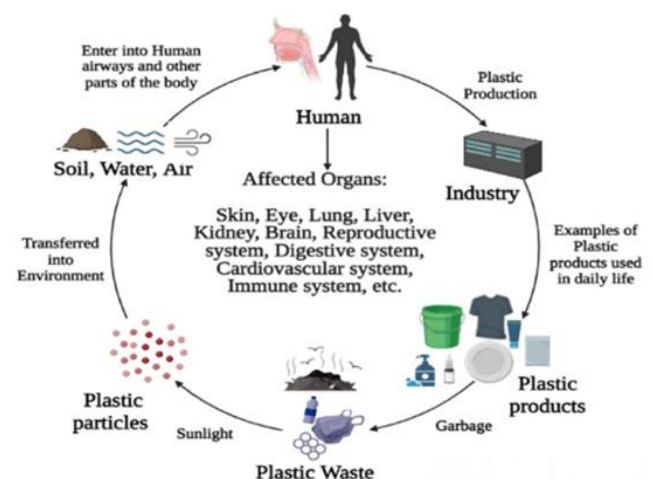 Enter into Human
airways and other
parts of the body
Human
Plastic
Production
Industry
Examples of
Plastic
products used
in daily life
Plastic
products
Garbage
Plastic Waste
Sunlight
Plastic
particles
Transferred
into
Environment
Soil, Water, Air
Affected Organs:
Skin, Eye, Lung, Liver,
Kidney, Brain, Reproductive
system, Digestive system,
Cardiovascular system,
Immune system, etc.